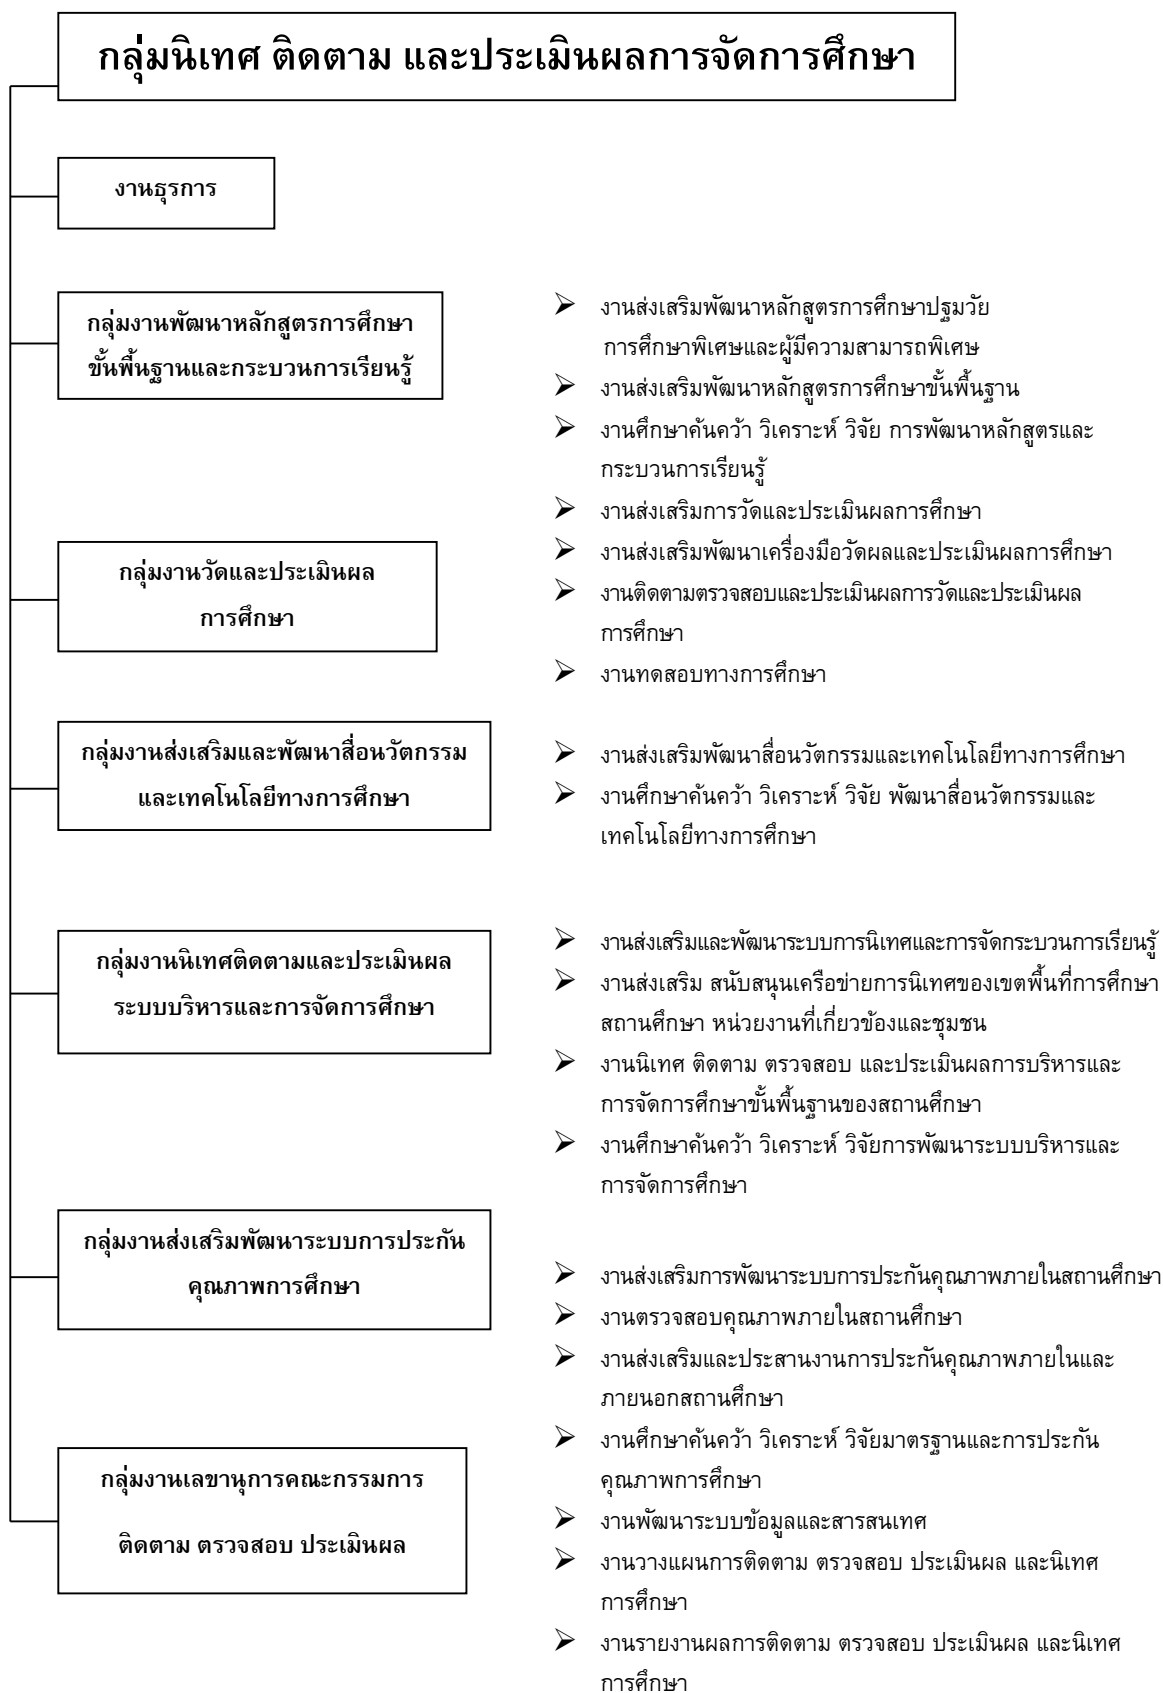 กลุ่มนิเทศ ติดตาม และประเมินผลการจัดการศึกษา
งานธุรการ
กลุ่มงานพัฒนาหลักสูตรการศึกษา
ขั้นพื้นฐานและกระบวนการเรียนรู้
งานส่งเสริมพัฒนาหลักสูตรการศึกษาปฐมวัย
การศึกษาพิเศษและผู้มีความสามารถพิเศษ
งานส่งเสริมพัฒนาหลักสูตรการศึกษาขั้นพื้นฐาน
งานศึกษาค้นคว้า วิเคราะห์ วิจัย การพัฒนาหลักสูตรและ
กระบวนการเรียนรู้
กลุ่มงานวัดและประเมินผล
การศึกษา
งานส่งเสริมการวัดและประเมินผลการศึกษา
งานส่งเสริมพัฒนาเครื่องมือวัดผลและประเมินผลการศึกษา
งานติดตามตรวจสอบและประเมินผลการวัดและประเมินผล
การศึกษา
งานทดสอบทางการศึกษา
กลุ่มงานส่งเสริมและพัฒนาสื่อนวัตกรรม
และเทคโนโลยีทางการศึกษา
งานส่งเสริมพัฒนาสื่อนวัตกรรมและเทคโนโลยีทางการศึกษา
งานศึกษาค้นคว้า วิเคราะห์ วิจัย พัฒนาสื่อนวัตกรรมและ
เทคโนโลยีทางการศึกษา
กลุ่มงานนิเทศติดตามและประเมินผล
ระบบบริหารและการจัดการศึกษา
งานส่งเสริมและพัฒนาระบบการนิเทศและการจัดกระบวนการเรียนรู้
งานส่งเสริม สนับสนุนเครือข่ายการนิเทศของเขตพื้นที่การศึกษา
สถานศึกษา หน่วยงานที่เกี่ยวข้องและชุมชน
งานนิเทศ ติดตาม ตรวจสอบ และประเมินผลการบริหารและ
การจัดการศึกษาขั้นพื้นฐานของสถานศึกษา
งานศึกษาค้นคว้า วิเคราะห์ วิจัยการพัฒนาระบบบริหารและ
การจัดการศึกษา
กลุ่มงานส่งเสริมพัฒนาระบบการประกัน
คุณภาพการศึกษา
งานส่งเสริมการพัฒนาระบบการประกันคุณภาพภายในสถานศึกษา
งานตรวจสอบคุณภาพภายในสถานศึกษา
งานส่งเสริมและประสานงานการประกันคุณภาพภายในและ
ภายนอกสถานศึกษา
งานศึกษาค้นคว้า วิเคราะห์ วิจัยมาตรฐานและการประกัน
คุณภาพการศึกษา
กลุ่มงานเลขานุการคณะกรรมการ
ติดตาม ตรวจสอบ ประเมินผล
งานพัฒนาระบบข้อมูลและสารสนเทศ
งานวางแผนการติดตาม ตรวจสอบ ประเมินผล และนิเทศ
การศึกษา
งานรายงานผลการติดตาม ตรวจสอบ ประเมินผล และนิเทศ
การศึกษา